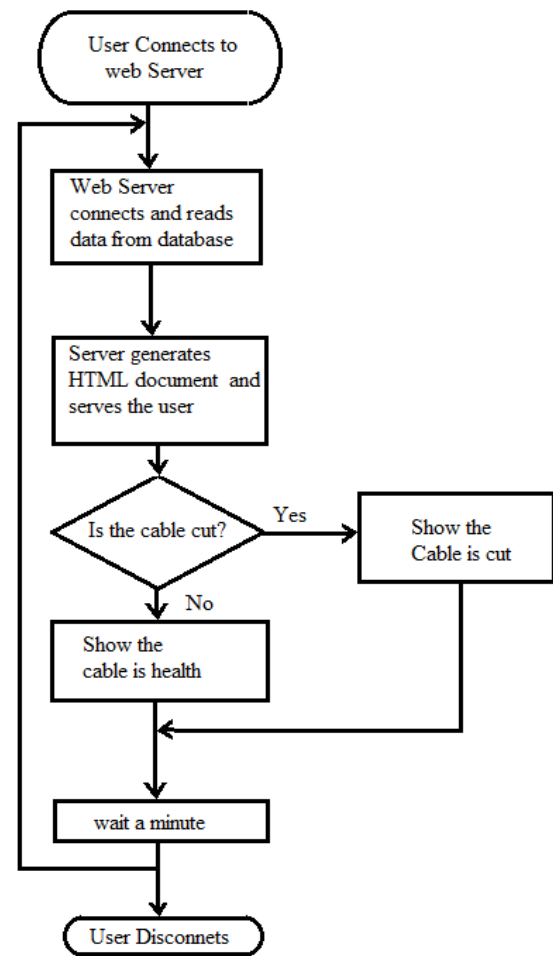 User Connects to
web Server
Web Server
connects and reads
data from database
Server generates
HTML document and
serves the user
Is the cable cut?
Yes
Show the
Cable is cut
No
Show the
cable is health
wait a minute
User Disconnets